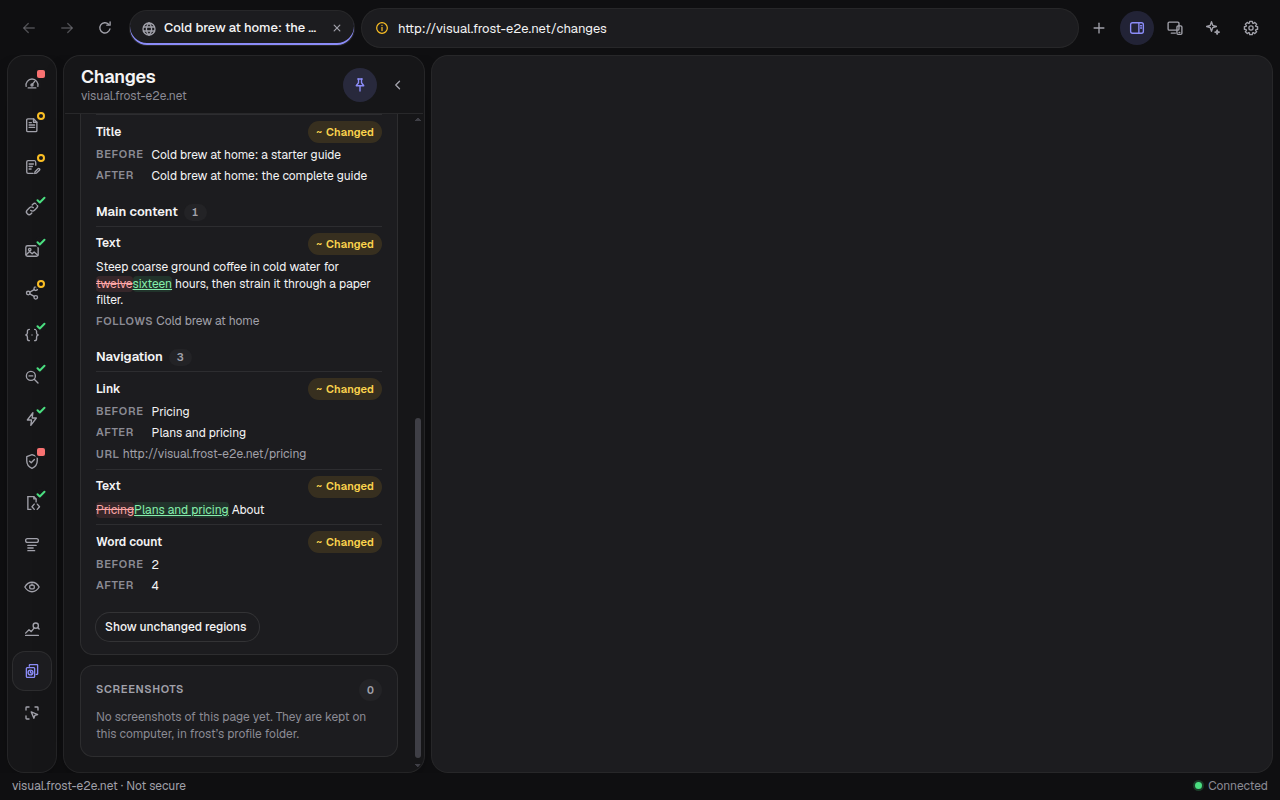 Cold brew at home: the ...
http://visual.frost-e2e.net/changes
Changes
visual.frost-e2e.net
Title
~ Changed
BEFORE Cold brew at home: a starter guide
AFTER Cold brew at home: the complete guide
Main content 1
Text
~ Changed
Steep coarse ground coffee in cold water for
twelvesixteen hours, then strain it through a paper
filter.
FOLLOWS Cold brew at home
Navigation 3
Link
~ Changed
BEFORE Pricing
AFTER Plans and pricing
URL http://visual.frost-e2e.net/pricing
Text
~ Changed
PricingPlans and pricing About
Word count
~ Changed
BEFORE 2
AFTER 4
Show unchanged regions
SCREENSHOTS 0
No screenshots of this page yet. They are kept on
this computer, in frost's profile folder.
visual.frost-e2e.net · Not secure
Connected